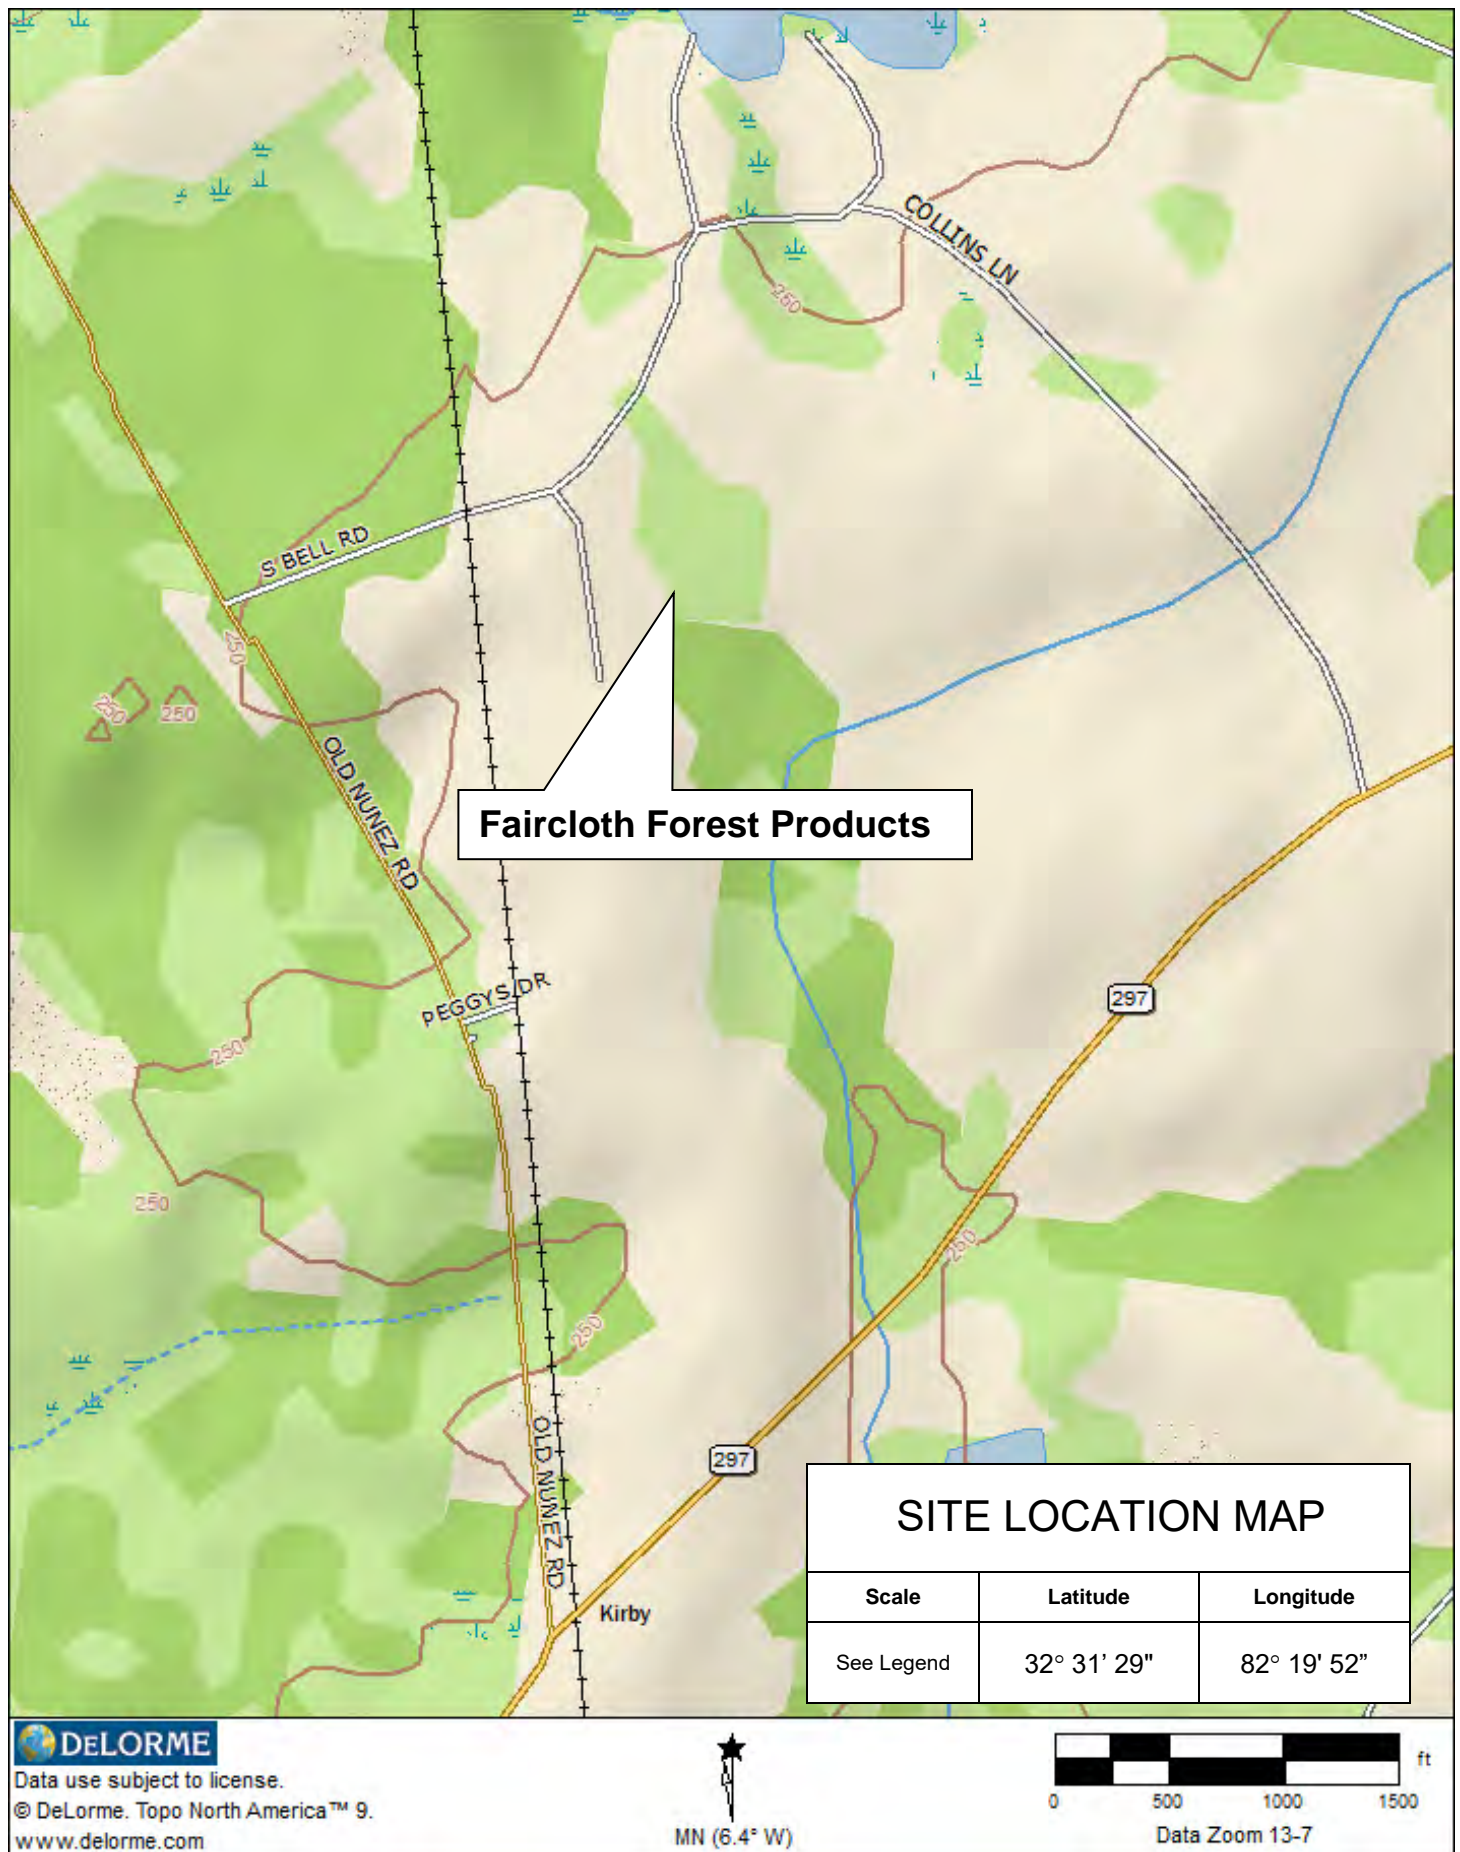 COLLINS LN
250
S BELL RD
250
250
250
OLD NUNEZ RD
Faircloth Forest Products
PEGGYS DR
297
250
250
250
250
OLD NUNEZ RD
297
Kirby
SITE LOCATION MAP
Scale Latitude Longitude
See Legend 32° 31’ 29" 82° 19' 52”
DELORME
Data use subject to license.
© DeLorme. Topo North America™ 9.
www.delorme.com
MN (6.4° W)
ft
0 500 1000 1500
Data Zoom 13-7